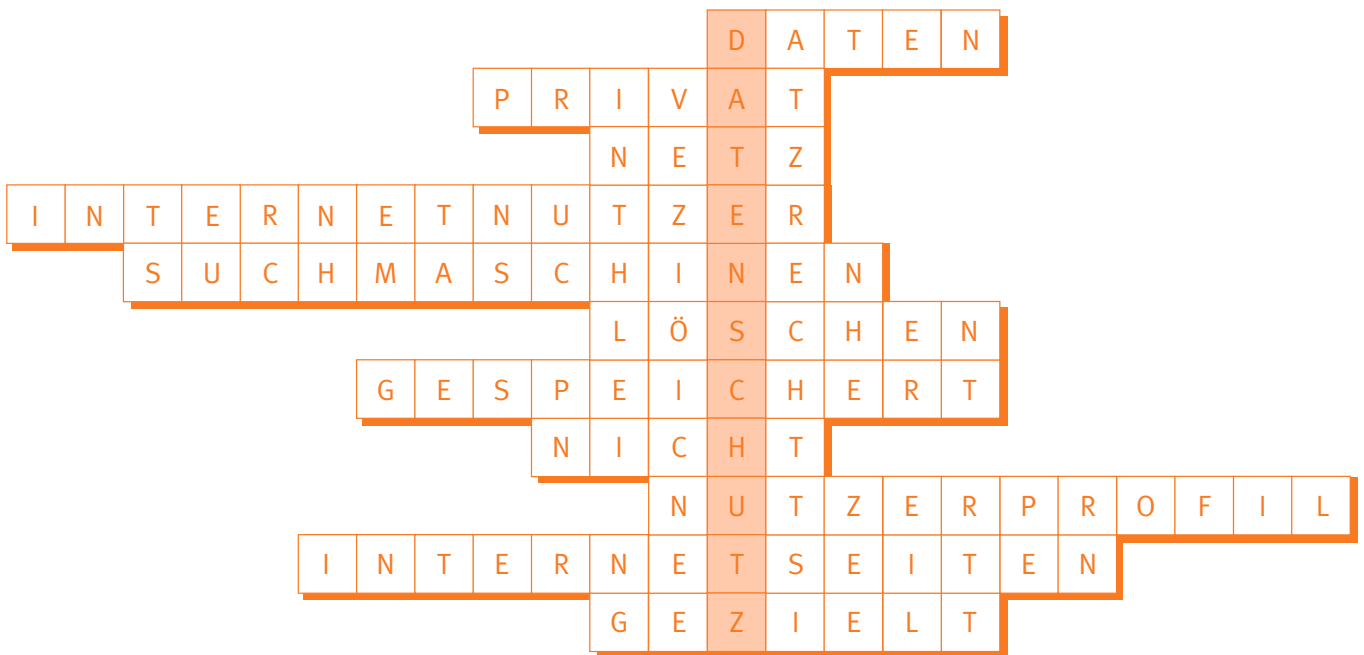 DATEN
PRIVAT
NETZ
INTERNETNUTZER
SUCHMASCHINEN
LÖSCHEN
GESPEICHERT
NICHT
NUTZERPROFIL
INTERNETSEITEN
GEZIELT